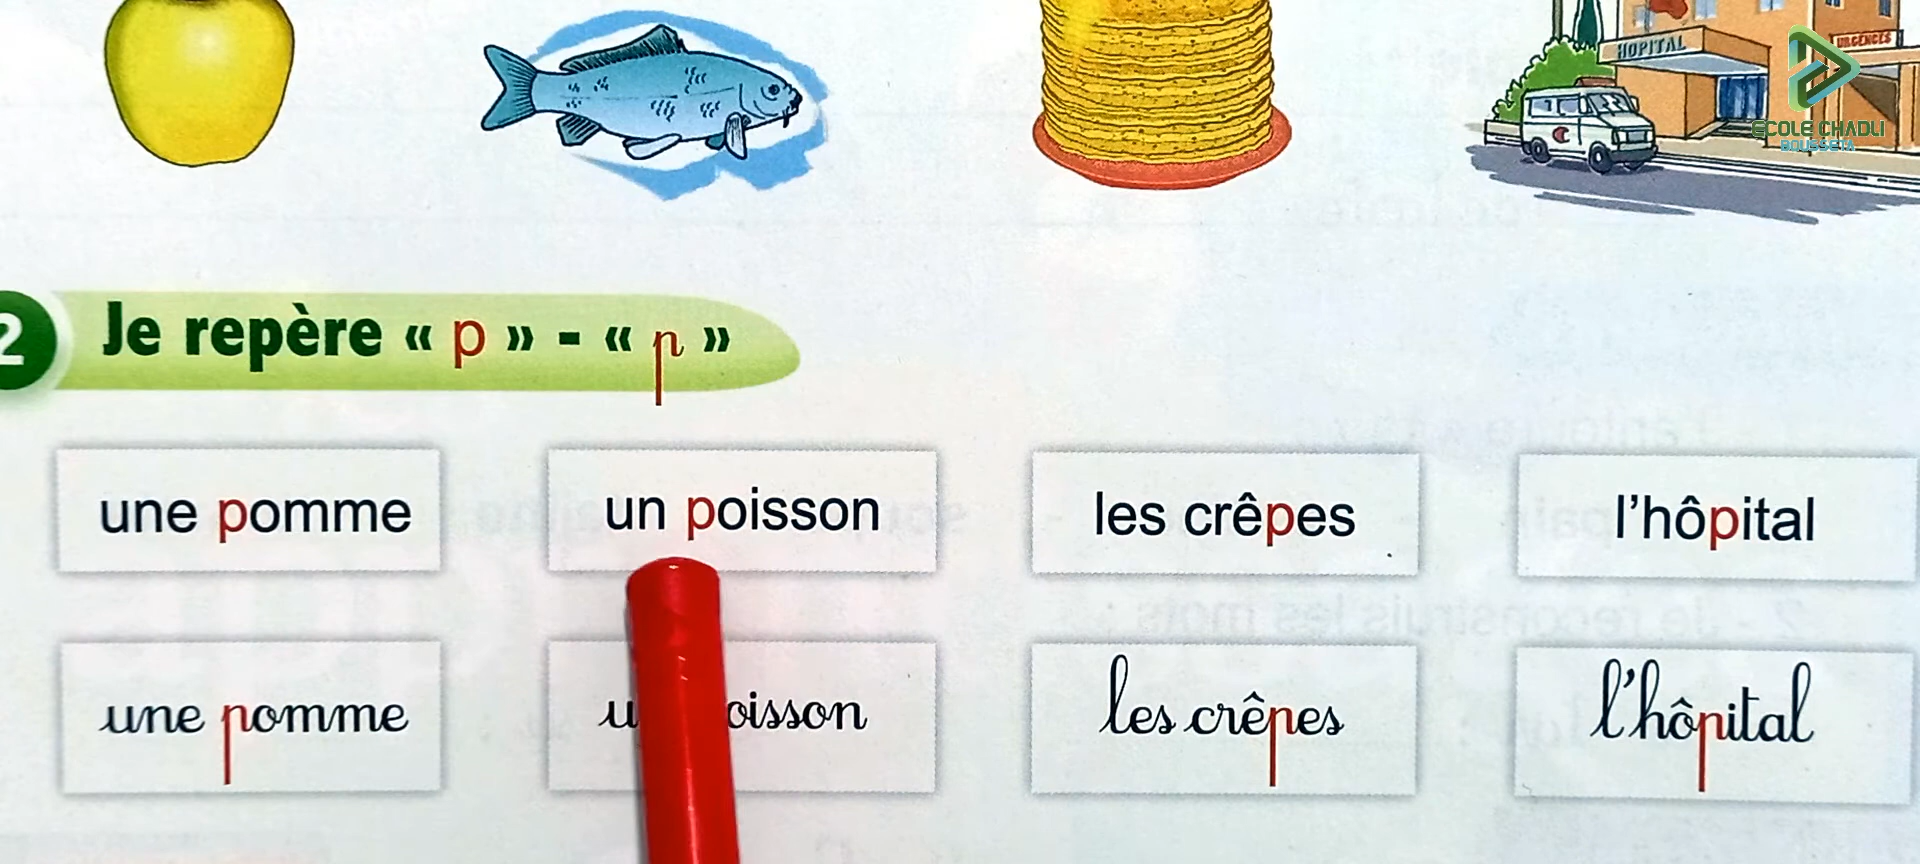 HOPITAL
URGENCES
ECOLE CHADLI
BOUSSETA
2 Je repère « p » - « p »
une pomme
un poisson
les crêpes
l'hôpital
une pomme
oisson
les crêpes
l'hôpital